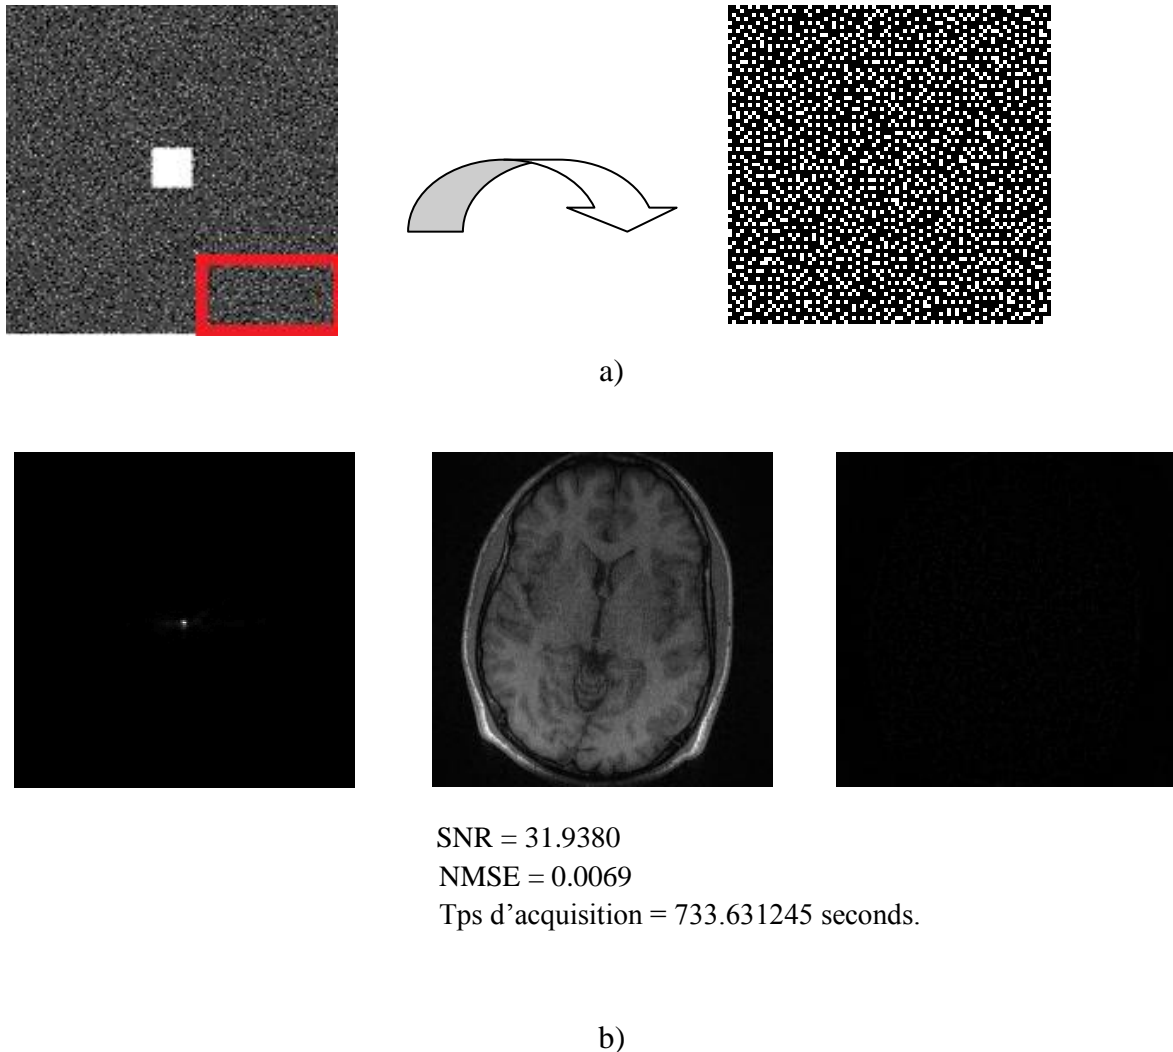 a)
SNR = 31.9380
NMSE = 0.0069
Tps d'acquisition = 733.631245 seconds.
b)